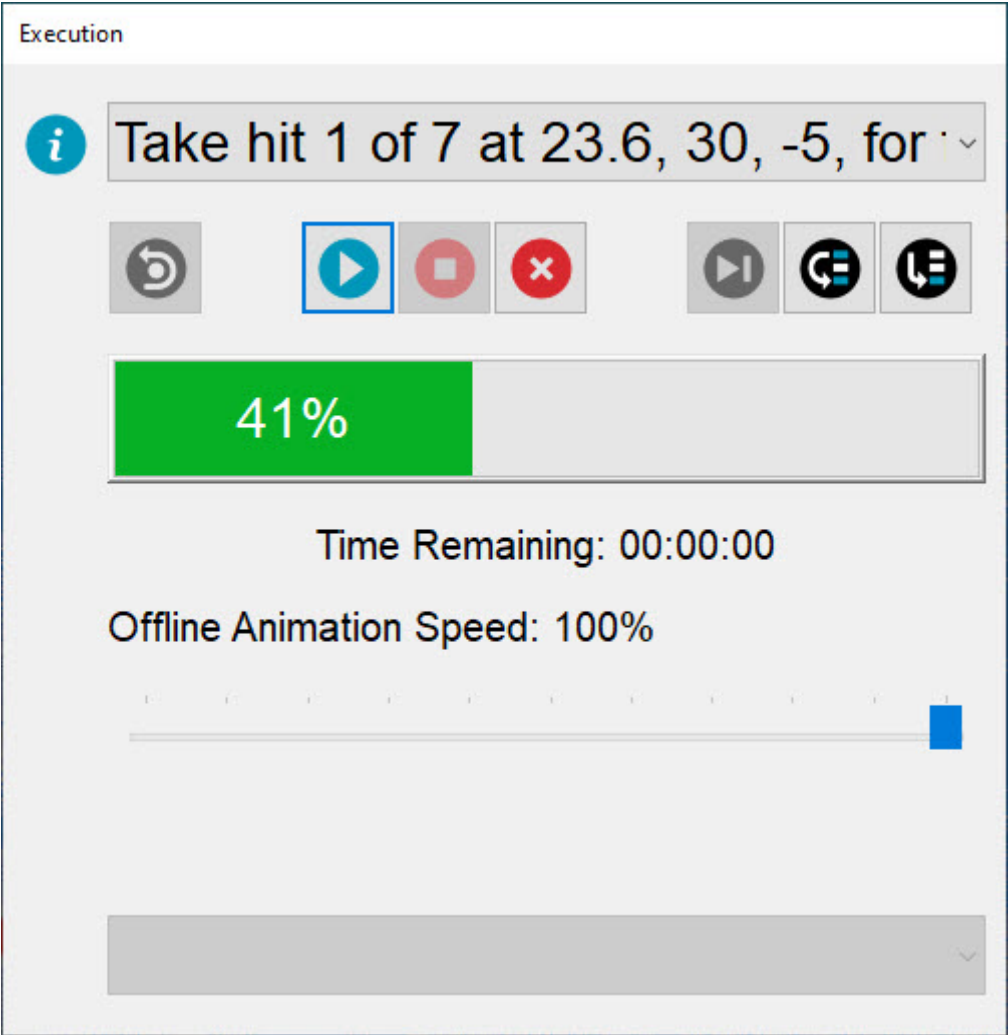 Execution
Take hit 1 of 7 at 23.6, 30, -5, for
41%
Time Remaining: 00:00:00
Offline Animation Speed: 100%